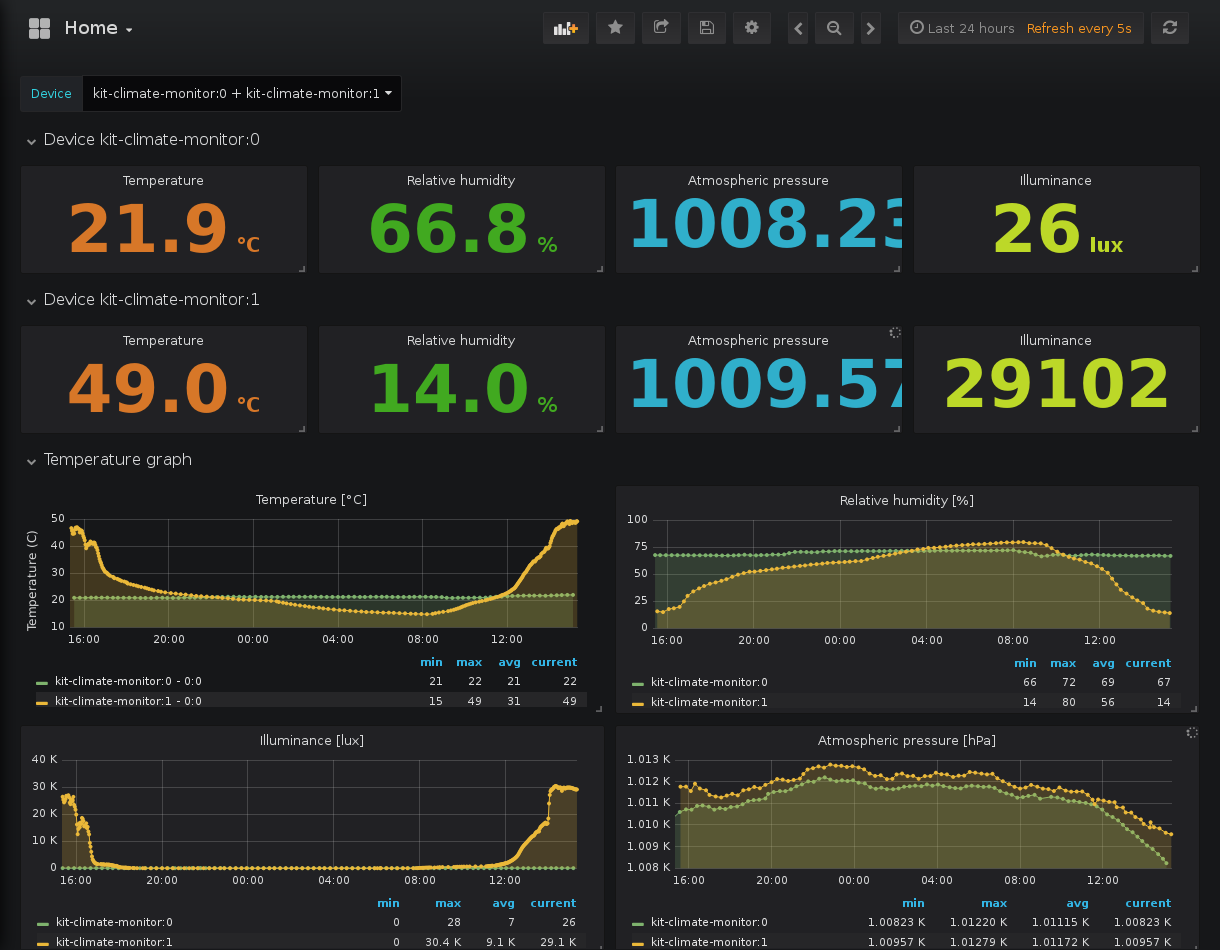 Home
Last 24 hours Refresh every 5s
Device kit-climate-monitor:0 + kit-climate-monitor:1
Device kit-climate-monitor:0
Temperature Relative humidity Atmospheric pressure Illuminance
21.9 °C 66.8 % 1008.23 26 lux
Device kit-climate-monitor:1
Temperature Relative humidity Atmospheric pressure Illuminance
49.0 °C 14.0 % 1009.57 29102
Temperature graph
Temperature [°C]
Temperature (C)
50
40
30
20
10
16:00 20:00 00:00 04:00 08:00 12:00
min max avg current
kit-climate-monitor:0 - 0:0 21 22 21 22
kit-climate-monitor:1 - 0:0 15 49 31 49
Relative humidity [%]
100
75
50
25
0
16:00 20:00 00:00 04:00 08:00 12:00
min max avg current
kit-climate-monitor:0 66 72 69 67
kit-climate-monitor:1 14 80 56 14
Illuminance [lux]
40 K
30 K
20 K
10 K
0
16:00 20:00 00:00 04:00 08:00 12:00
min max avg current
kit-climate-monitor:0 0 28 7 26
kit-climate-monitor:1 0 30.4 K 9.1 K 29.1 K
Atmospheric pressure [hPa]
1.013 K
1.012 K
1.011 K
1.010 K
1.009 K
1.008 K
16:00 20:00 00:00 04:00 08:00 12:00
min max avg current
kit-climate-monitor:0 1.00823 K 1.01220 K 1.01115 K 1.00823 K
kit-climate-monitor:1 1.00957 K 1.01279 K 1.01172 K 1.00957 K